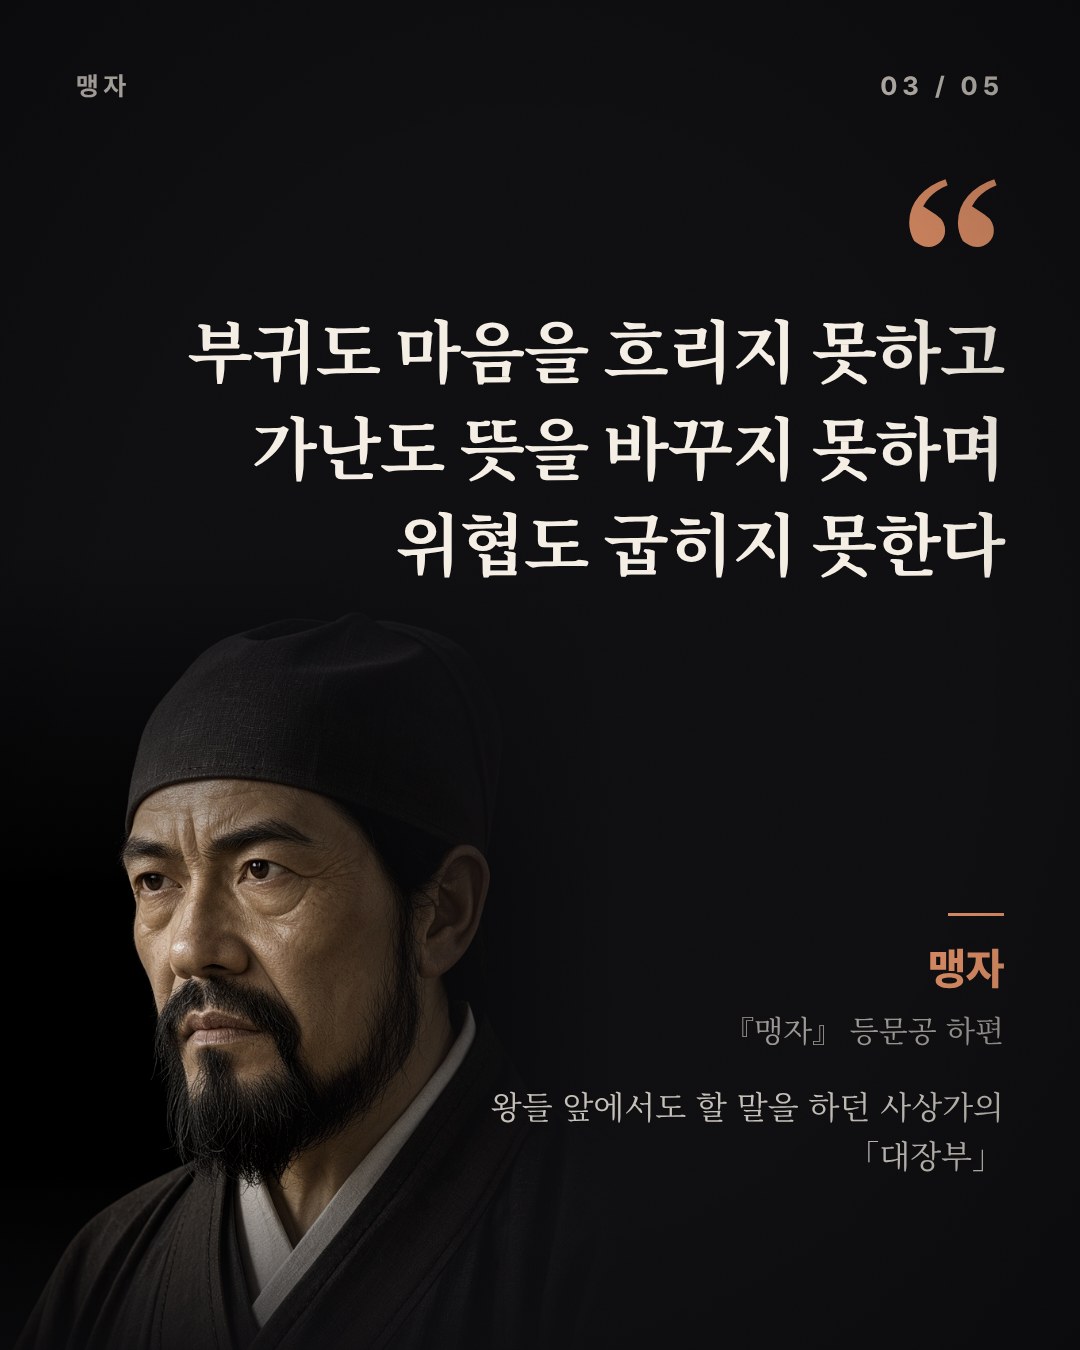 맹자
03 / 05
“
부귀도 마음을 흐리지 못하고
가난도 뜻을 바꾸지 못하며
위협도 굽히지 못한다
맹자
『맹자』 등문공 하편
왕들 앞에서도 할 말을 하던 사상가의
「대장부」